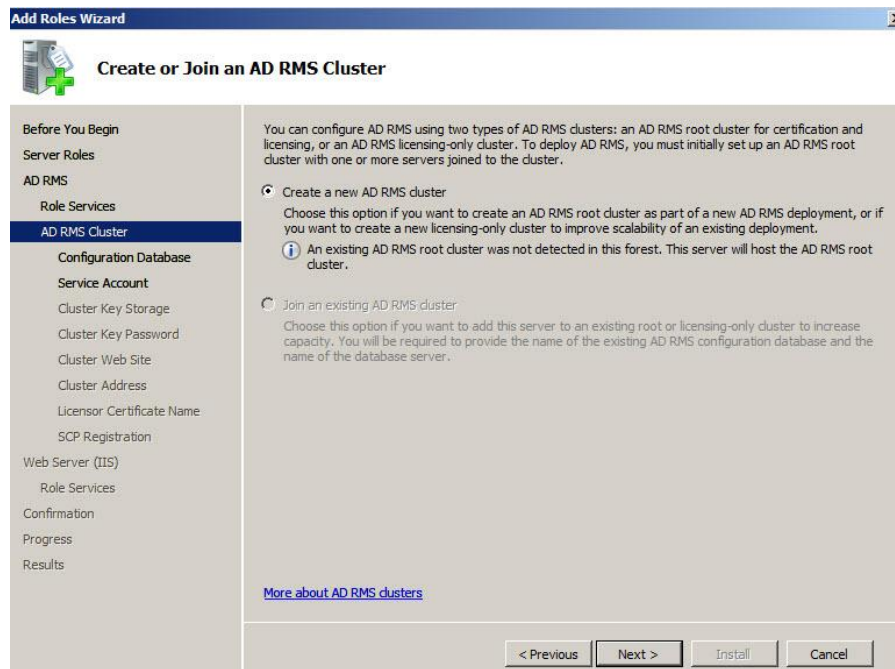 Add Roles Wizard
Create or Join an AD RMS Cluster
Before You Begin
Server Roles
AD RMS
Role Services
AD RMS Cluster
Configuration Database
Service Account
Cluster Key Storage
Cluster Key Password
Cluster Web Site
Cluster Address
Licensor Certificate Name
SCP Registration
Web Server (IIS)
Role Services
Confirmation
Progress
Results
You can configure AD RMS using two types of AD RMS clusters: an AD RMS root cluster for certification and
licensing, or an AD RMS licensing-only cluster. To deploy AD RMS, you must initially set up an AD RMS root
cluster with one or more servers joined to the cluster.
Create a new AD RMS cluster
Choose this option if you want to create an AD RMS root cluster as part of a new AD RMS deployment, or if
you want to create a new licensing-only cluster to improve scalability of an existing deployment.
An existing AD RMS root cluster was not detected in this forest. This server will host the AD RMS root
cluster.
Join an existing AD RMS cluster
Choose this option if you want to add this server to an existing root or licensing-only cluster to increase
capacity. You will be required to provide the name of the existing AD RMS configuration database and the
name of the database server.
More about AD RMS clusters
< Previous
Next >
Install
Cancel